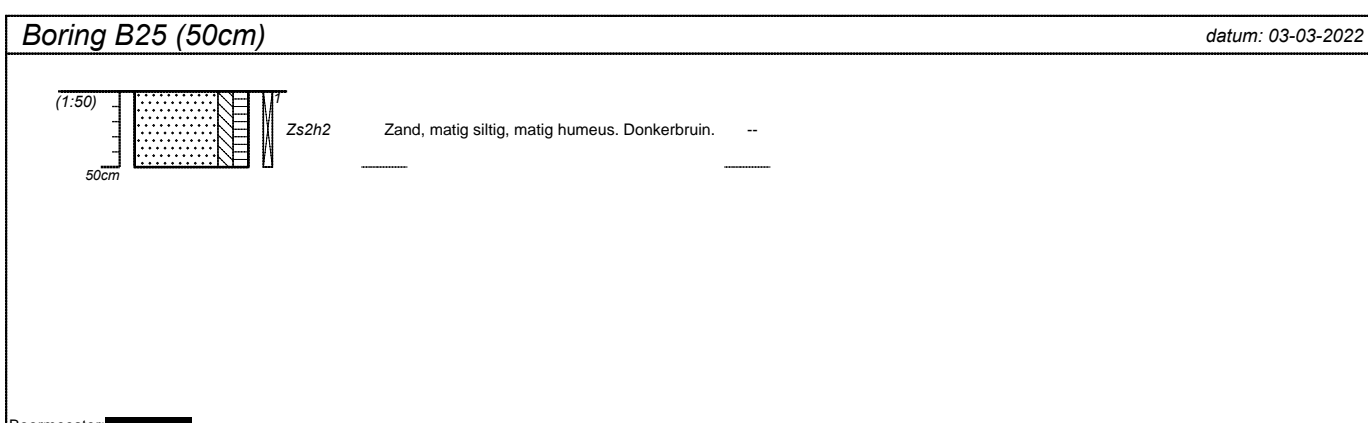 Boring B25 (50cm) datum: 03-03-2022
(1:50) 1
Zs2h2 Zand, matig siltig, matig humeus. Donkerbruin. --
50cm